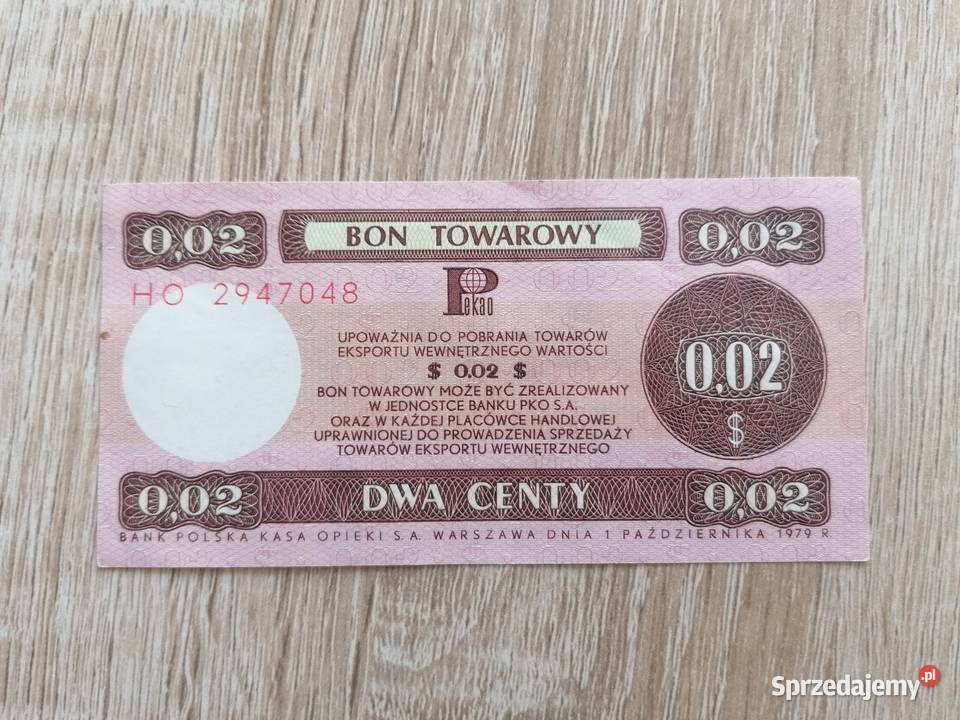 0,02 BON TOWAROWY 0,02
HO 2947048
Pekao
UPOWAŻNIA DO POBRANIA TOWARÓW
EKSPORTU WEWNĘTRZNEGO WARTOŚCI
$ 0.02 $
BON TOWAROWY MOŻE BYĆ ZREALIZOWANY
W JEDNOSTCE BANKU PKO S.A.
ORAZ W KAŻDEJ PLACÓWCE HANDLOWEJ
UPRAWNIONEJ DO PROWADZENIA SPRZEDAŻY
TOWARÓW EKSPORTU WEWNĘTRZNEGO
0,02
$
0,02 DWA CENTY 0,02
BANK POLSKA KASA OPIEKI S.A. WARSZAWA DNIA 1 PAŹDZIERNIKA 1979 R.
Sprzedajemy.pl